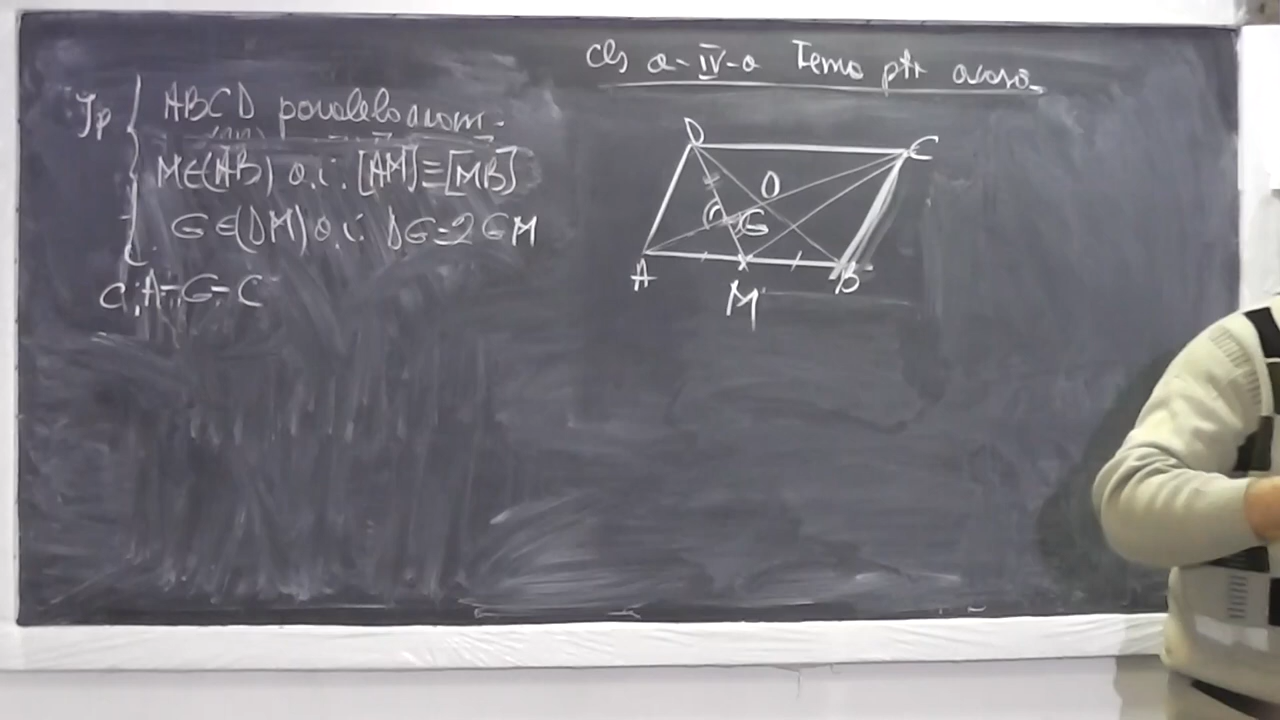 cls a-IV-a Tema ptr acasă
Ip
ABCD paralelogram.
M∈(AB) a.î. [AM]≡[MB]
G∈(DM) a.î. DG=2GM
C: A-G-C
D
C
O
G
A
M
B